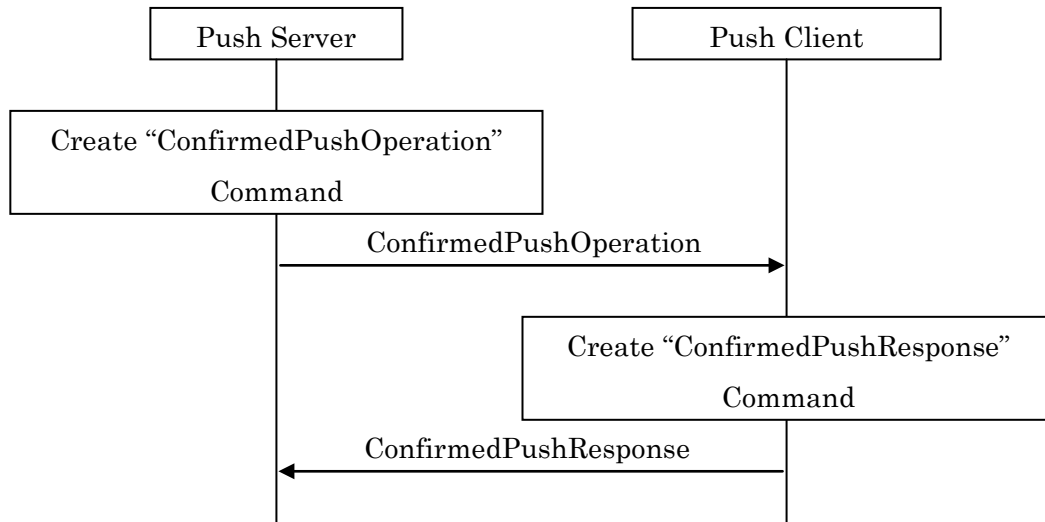 Push Server
Push Client
Create “ConfirmedPushOperation”
Command
ConfirmedPushOperation
Create “ConfirmedPushResponse”
Command
ConfirmedPushResponse